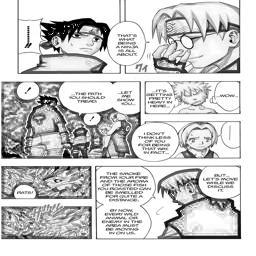 THAT'S
WHAT
BEING
A NINJA
IS ALL
ABOUT.
...WOW...
IT'S
GETTING
PRETTY
HEAVY IN
HERE...
...LET
ME
SHOW
YOU...
...THE PATH
YOU SHOULD
TREAD.
I DON'T
THINK LESS
OF YOU
FOR BEING
THAT WAY.
IN FACT...
BUT...
LET'S MOVE
WHILE WE
DISCUSS
IT.
THE SMOKE
FROM YOUR FIRE
AND THE AROMA
OF THOSE FISH
YOU ROASTED CAN
BE SMELLED FOR
QUITE A
DISTANCE.
BY NOW,
EVERY WILD
ANIMAL OR
ENEMY IN THE
AREA MUST
BE MOVING
IN ON US.
RATS!